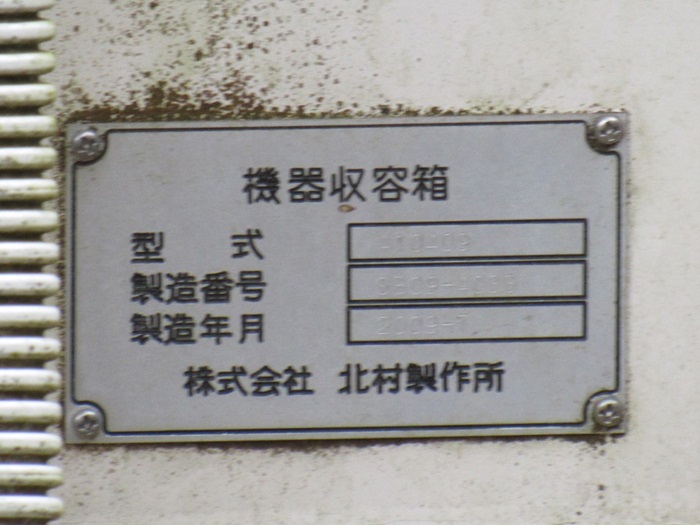 機器収容箱
型 式
製造番号
製造年月
株式会社 北村製作所